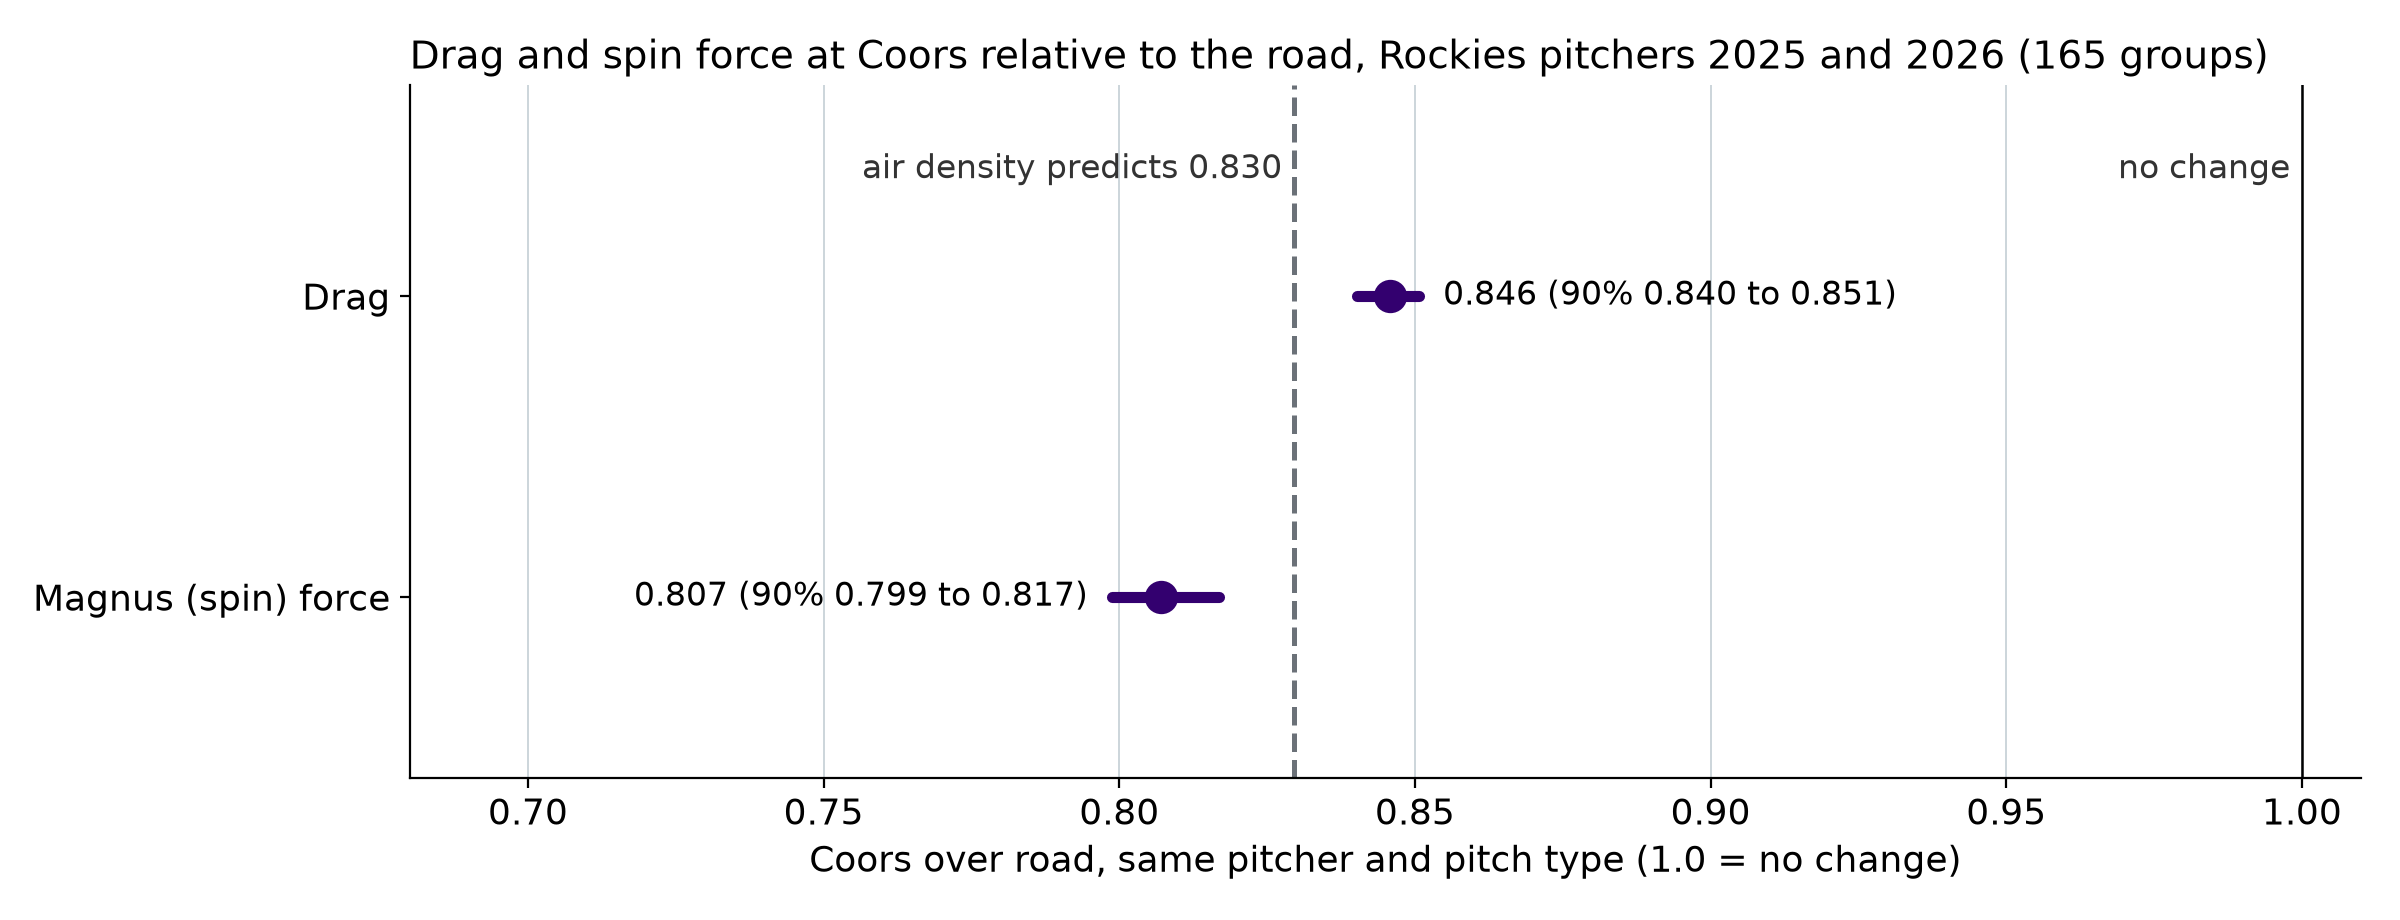 Drag and spin force at Coors relative to the road, Rockies pitchers 2025 and 2026 (165 groups)
air density predicts 0.830
no change
Drag
0.846 (90% 0.840 to 0.851)
Magnus (spin) force
0.807 (90% 0.799 to 0.817)
0.70 0.75 0.80 0.85 0.90 0.95 1.00
Coors over road, same pitcher and pitch type (1.0 = no change)